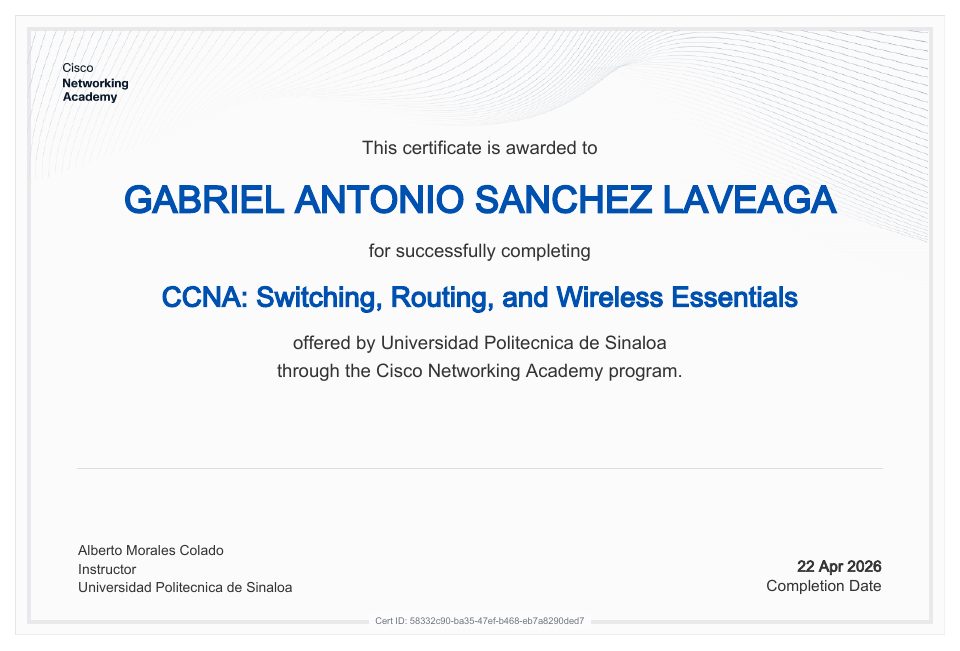 Cisco
Networking
Academy
This certificate is awarded to
GABRIEL ANTONIO SANCHEZ LAVEAGA
for successfully completing
CCNA: Switching, Routing, and Wireless Essentials
offered by Universidad Politecnica de Sinaloa
through the Cisco Networking Academy program.
Alberto Morales Colado
Instructor
Universidad Politecnica de Sinaloa
22 Apr 2026
Completion Date
Cert ID: 58332c90-ba35-47ef-b468-eb7a8290ded7